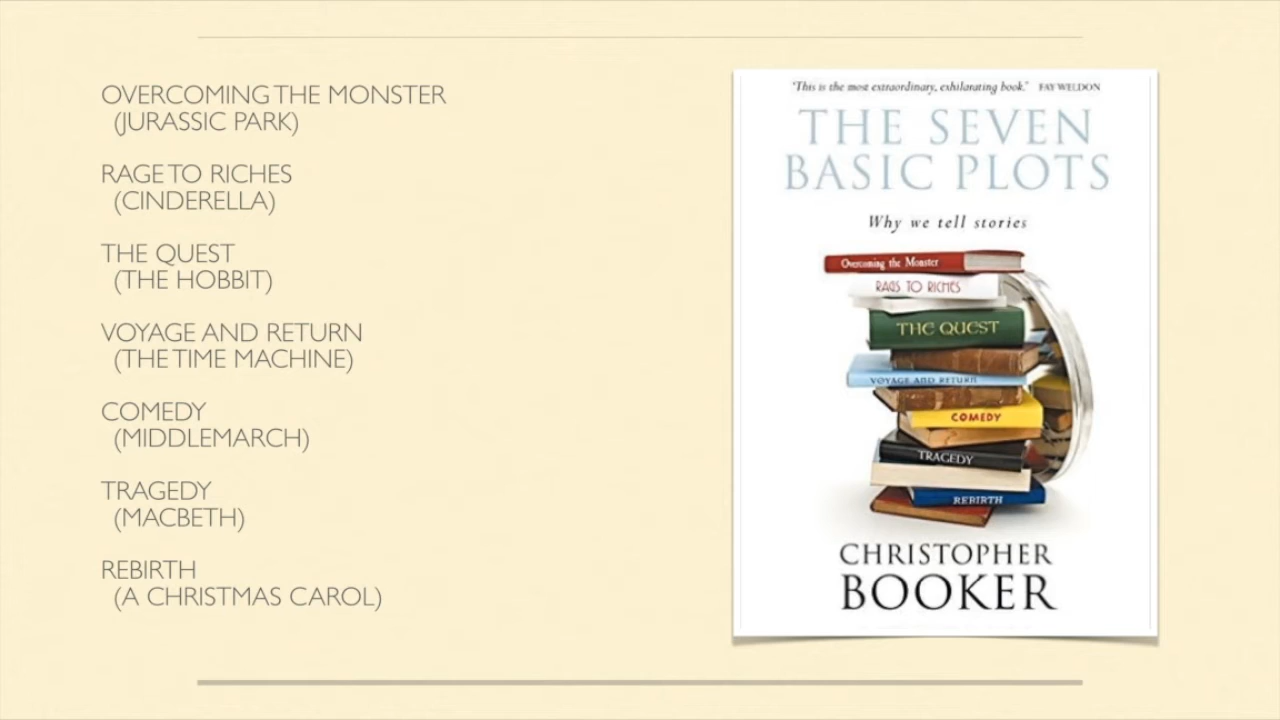 OVERCOMING THE MONSTER
(JURASSIC PARK)
RAGE TO RICHES
(CINDERELLA)
THE QUEST
(THE HOBBIT)
VOYAGE AND RETURN
(THE TIME MACHINE)
COMEDY
(MIDDLEMARCH)
TRAGEDY
(MACBETH)
REBIRTH
(A CHRISTMAS CAROL)
"This is the most extraordinary, exhilarating book." FAY WELDON
THE SEVEN
BASIC PLOTS
Why we tell stories
Overcoming the Monster
RAGS TO RICHES
THE QUEST
VOYAGE AND RETURN
COMEDY
TRAGEDY
REBIRTH
CHRISTOPHER
BOOKER